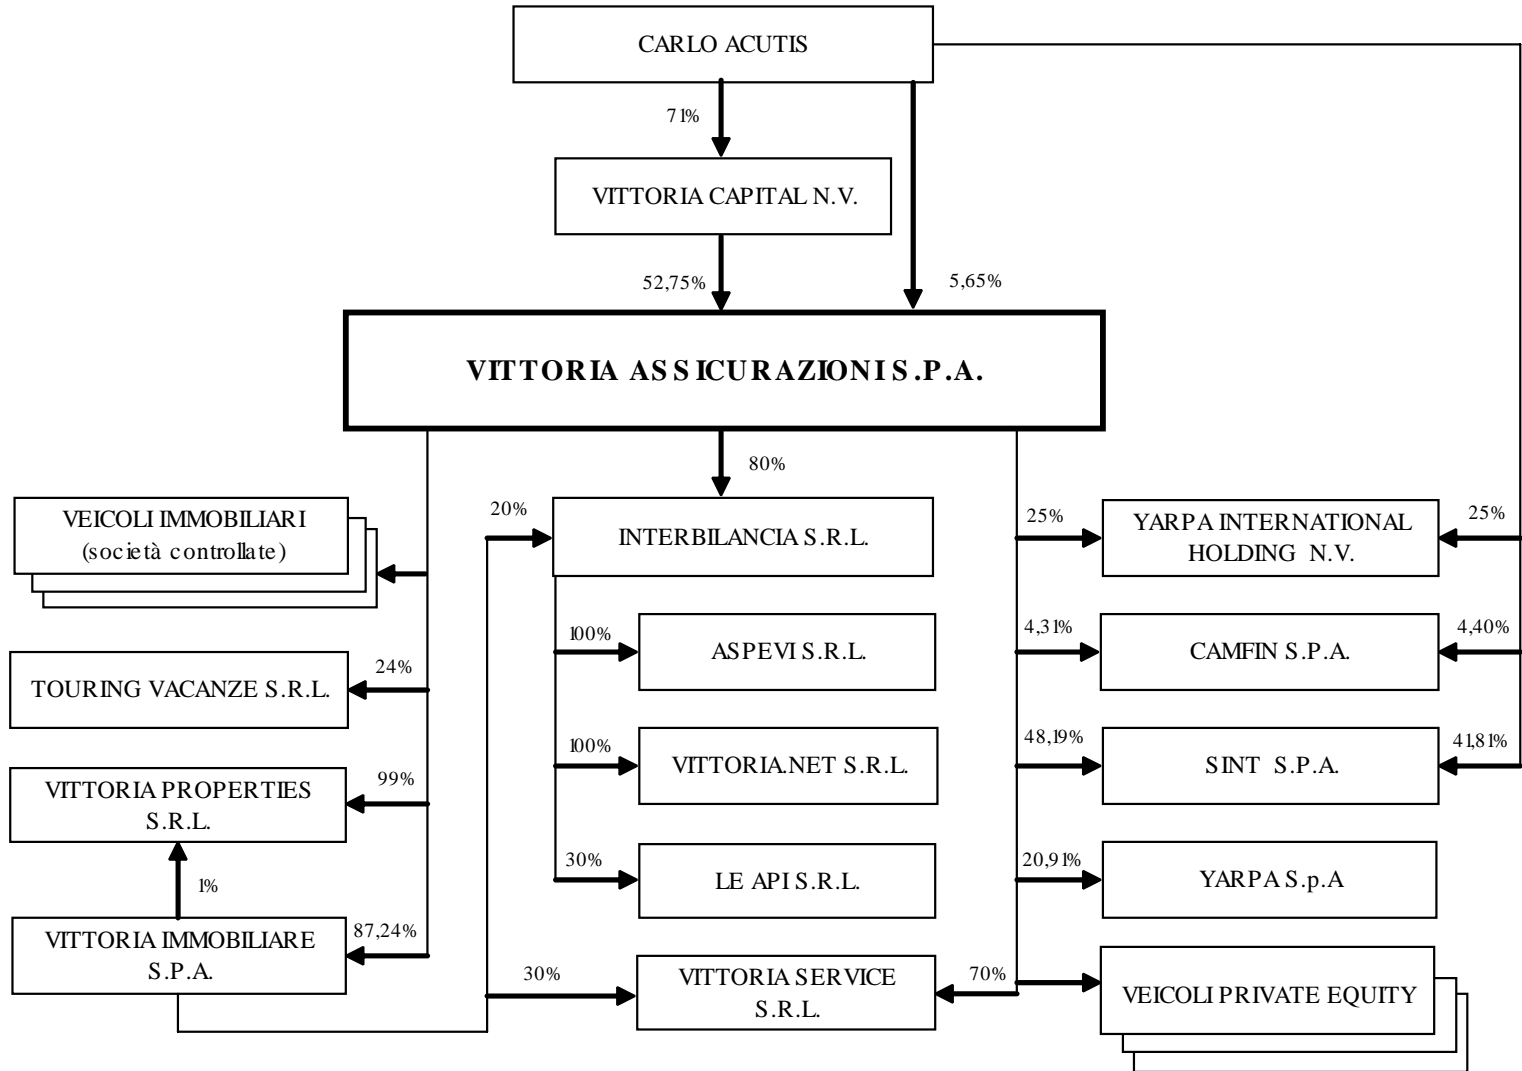 CARLO ACUTIS
71%
VITTORIA CAPITAL N.V.
52,75%
5,65%
VITTORIA ASSICURAZIONI S.P.A.
80%
VEICOLI IMMOBILIARI
(società controllate)
20%
INTERBILANCIA S.R.L.
25%
YARPA INTERNATIONAL
HOLDING N.V.
25%
100%
ASPEVI S.R.L.
4,31%
CAMFIN S.P.A.
4,40%
24%
TOURING VACANZE S.R.L.
100%
VITTORIA.NET S.R.L.
48,19%
SINT S.P.A.
41,81%
99%
VITTORIA PROPERTIES
S.R.L.
1%
30%
LE API S.R.L.
20,91%
YARPA S.p.A
87,24%
VITTORIA IMMOBILIARE
S.P.A.
30%
VITTORIA SERVICE
S.R.L.
70%
VEICOLI PRIVATE EQUITY